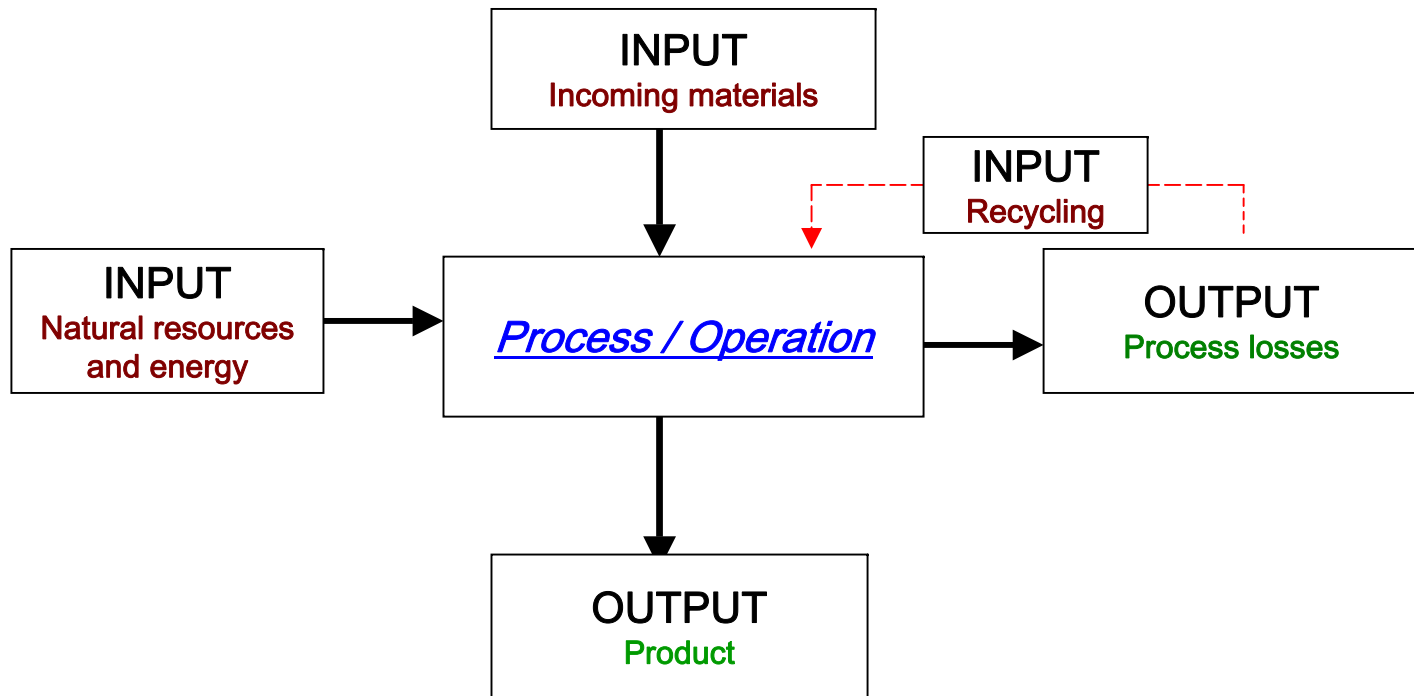 INPUT
Incoming materials
INPUT
Recycling
INPUT
Natural resources
and energy
Process / Operation
OUTPUT
Process losses
OUTPUT
Product